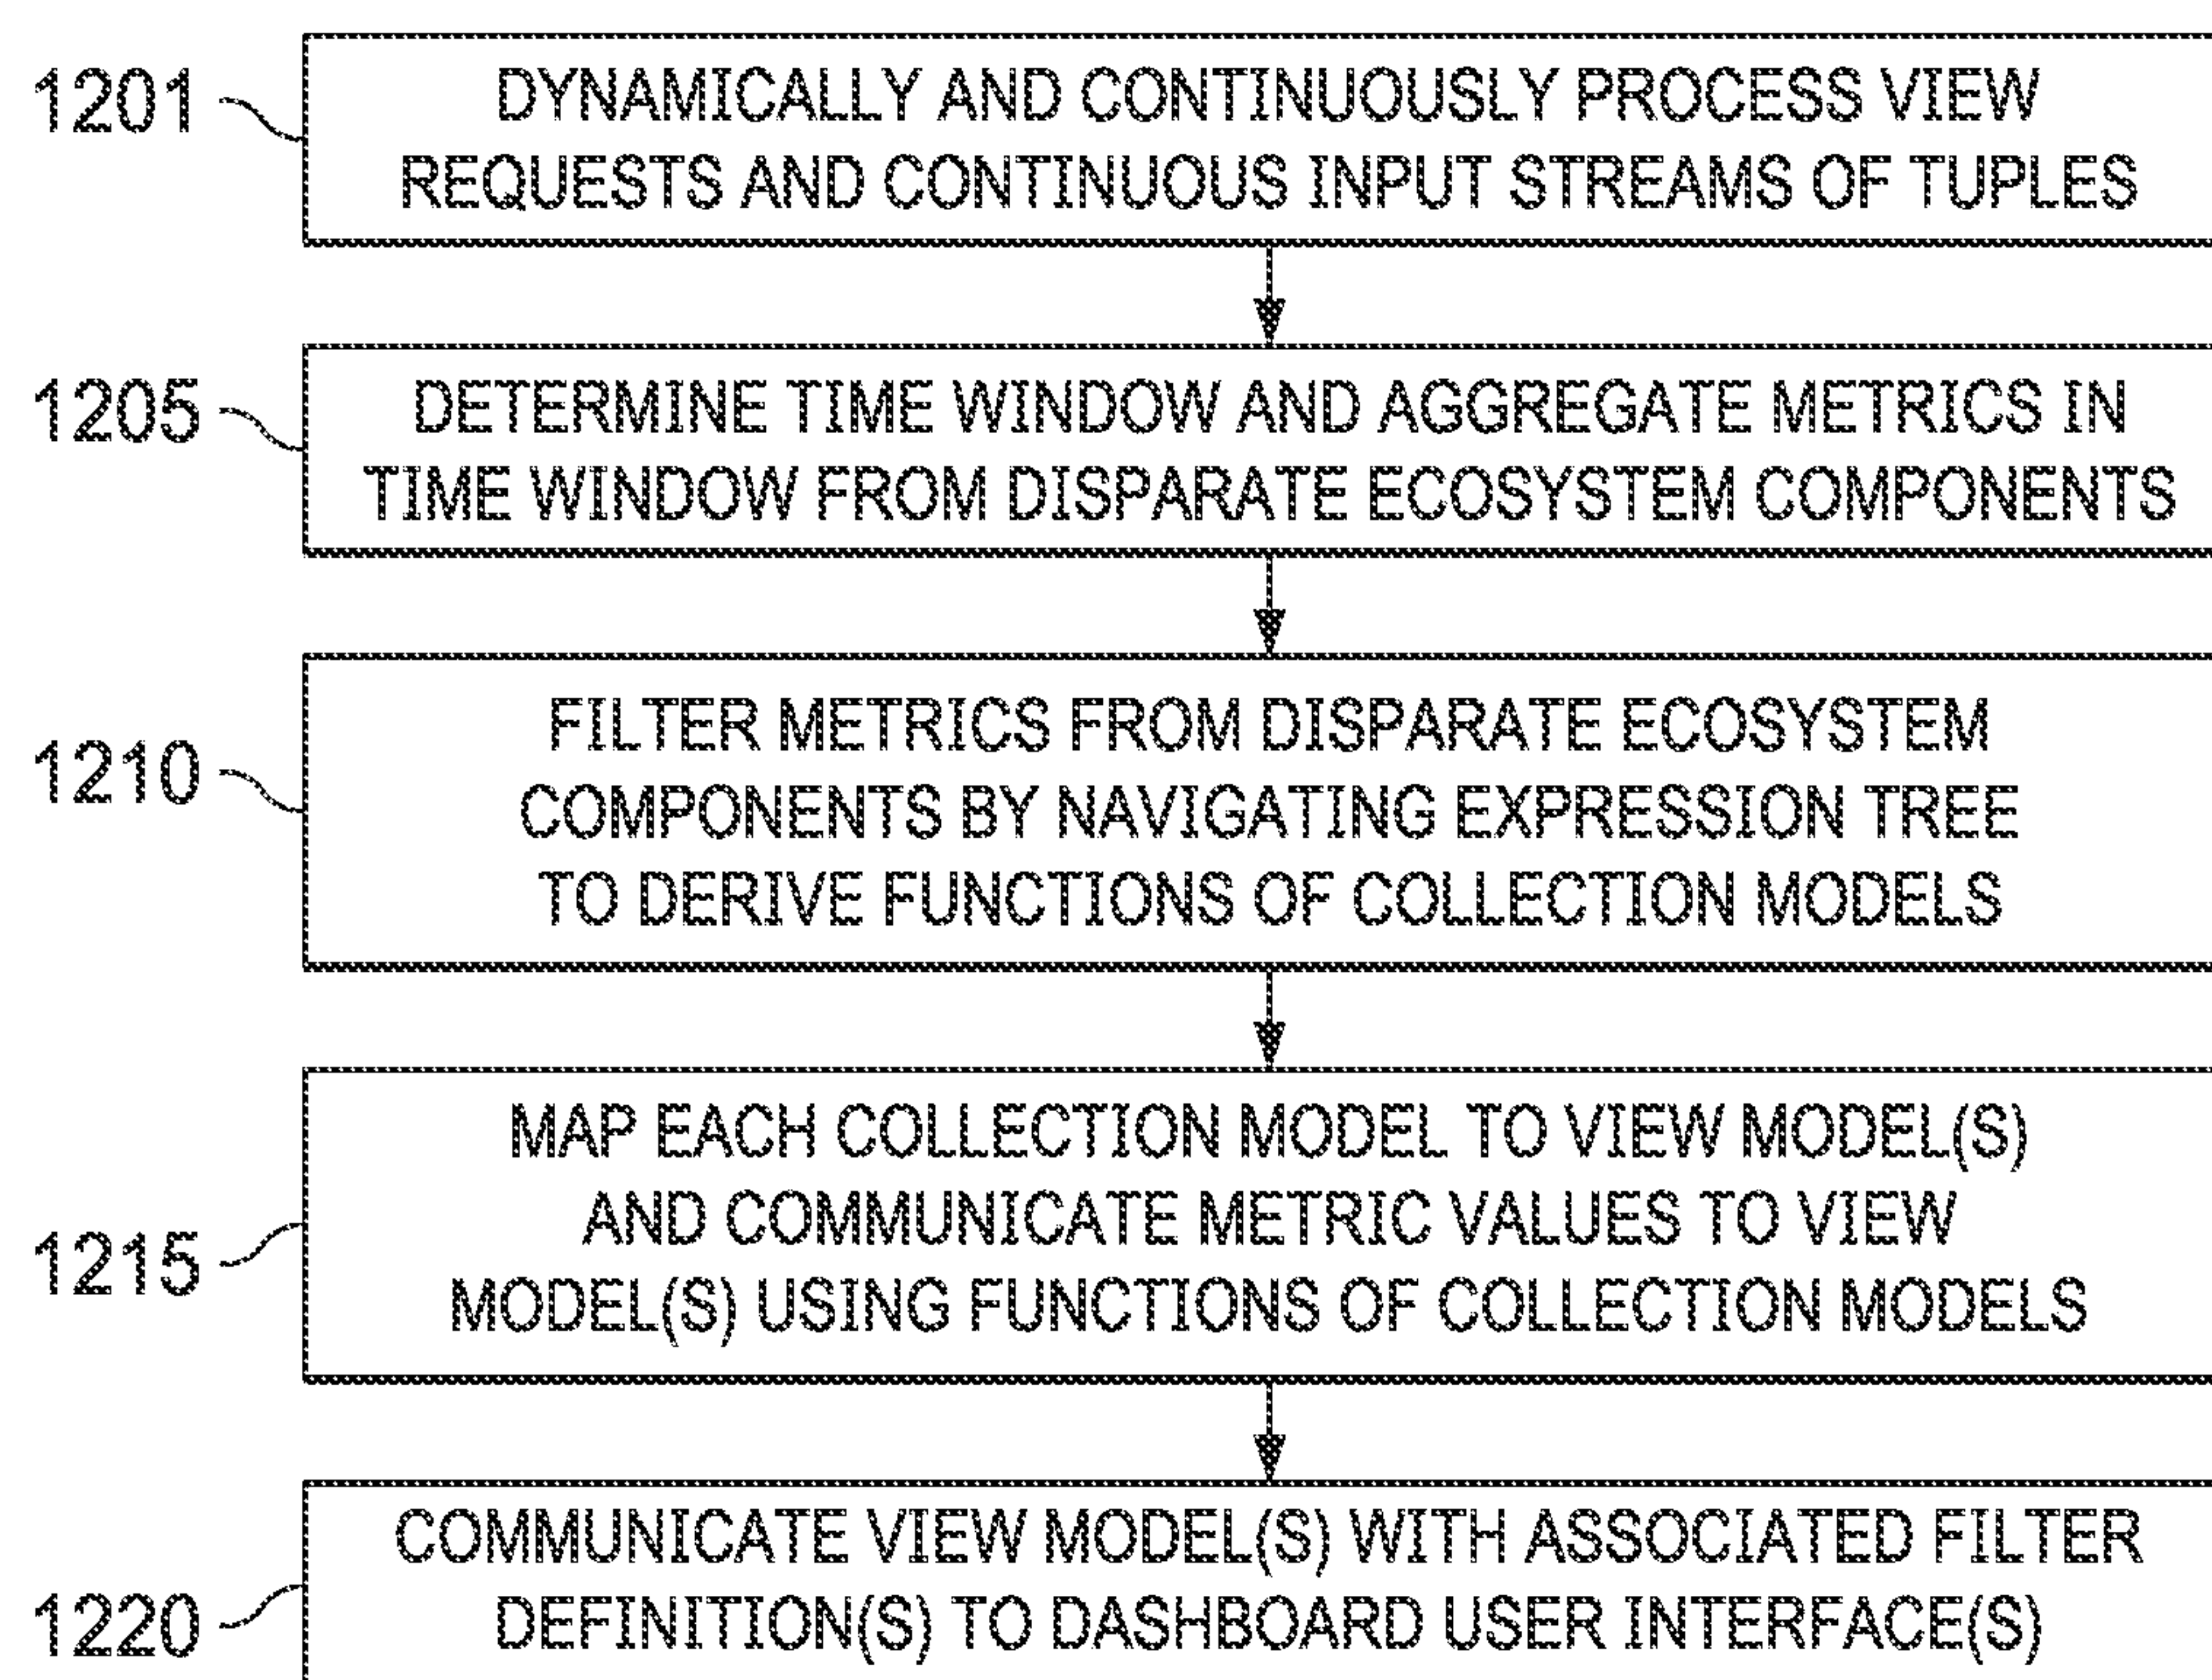 1201
DYNAMICALLY AND CONTINUOUSLY PROCESS VIEW
REQUESTS AND CONTINUOUS INPUT STREAMS OF TUPLES
1205
DETERMINE TIME WINDOW AND AGGREGATE METRICS IN
TIME WINDOW FROM DISPARATE ECOSYSTEM COMPONENTS
1210
FILTER METRICS FROM DISPARATE ECOSYSTEM
COMPONENTS BY NAVIGATING EXPRESSION TREE
TO DERIVE FUNCTIONS OF COLLECTION MODELS
1215
MAP EACH COLLECTION MODEL TO VIEW MODEL(S)
AND COMMUNICATE METRIC VALUES TO VIEW
MODEL(S) USING FUNCTIONS OF COLLECTION MODELS
1220
COMMUNICATE VIEW MODEL(S) WITH ASSOCIATED FILTER
DEFINITION(S) TO DASHBOARD USER INTERFACE(S)